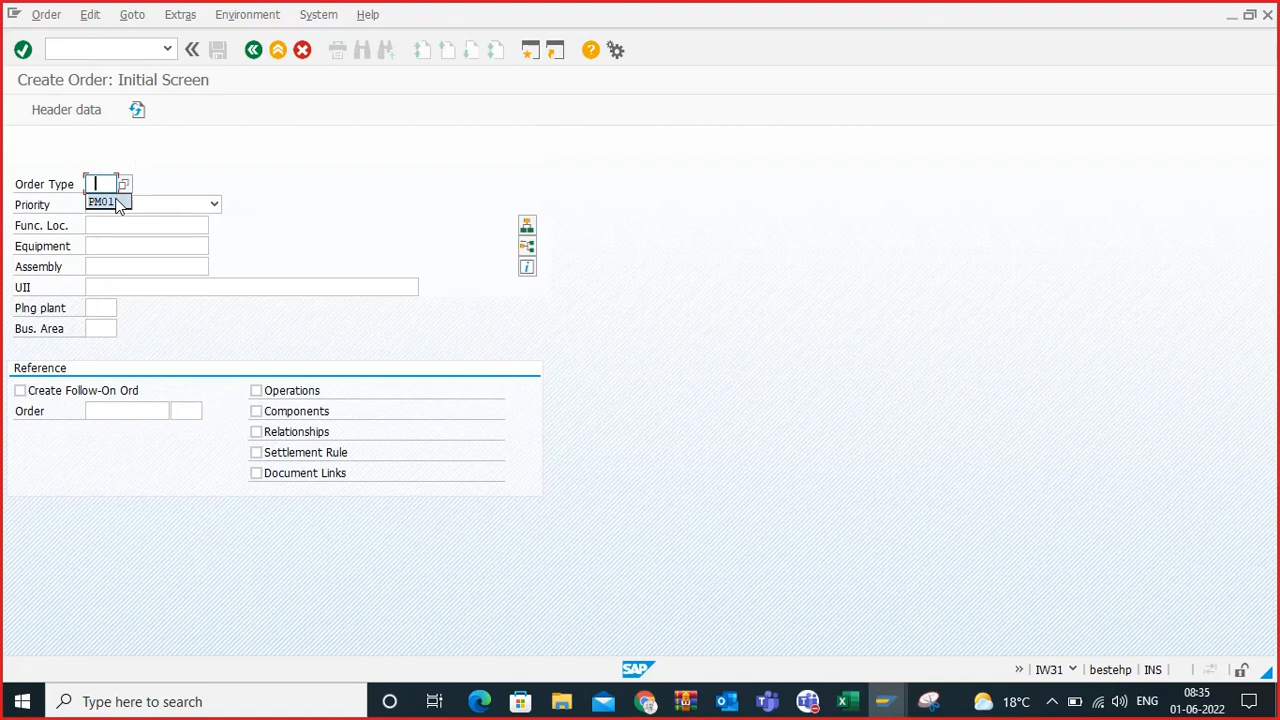 Order Edit Goto Extras Environment System Help
Create Order: Initial Screen
Header data
Order Type
PM01
Priority
Func. Loc.
Equipment
Assembly
UII
Plng plant
Bus. Area
Reference
Create Follow-On Ord Operations
Order Components
Relationships
Settlement Rule
Document Links
SAP » IW31 bestehp INS
Type here to search 18°C ENG 08:35
01-06-2022